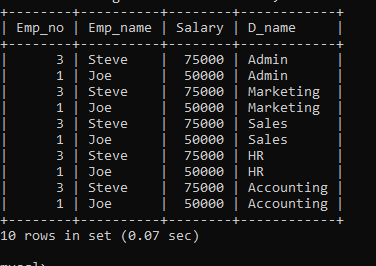 +--------+----------+--------+------------+
| Emp_no | Emp_name | Salary | D_name     |
+--------+----------+--------+------------+
|      3 | Steve    |  75000 | Admin      |
|      1 | Joe      |  50000 | Admin      |
|      3 | Steve    |  75000 | Marketing  |
|      1 | Joe      |  50000 | Marketing  |
|      3 | Steve    |  75000 | Sales      |
|      1 | Joe      |  50000 | Sales      |
|      3 | Steve    |  75000 | HR         |
|      1 | Joe      |  50000 | HR         |
|      3 | Steve    |  75000 | Accounting |
|      1 | Joe      |  50000 | Accounting |
+--------+----------+--------+------------+
10 rows in set (0.07 sec)